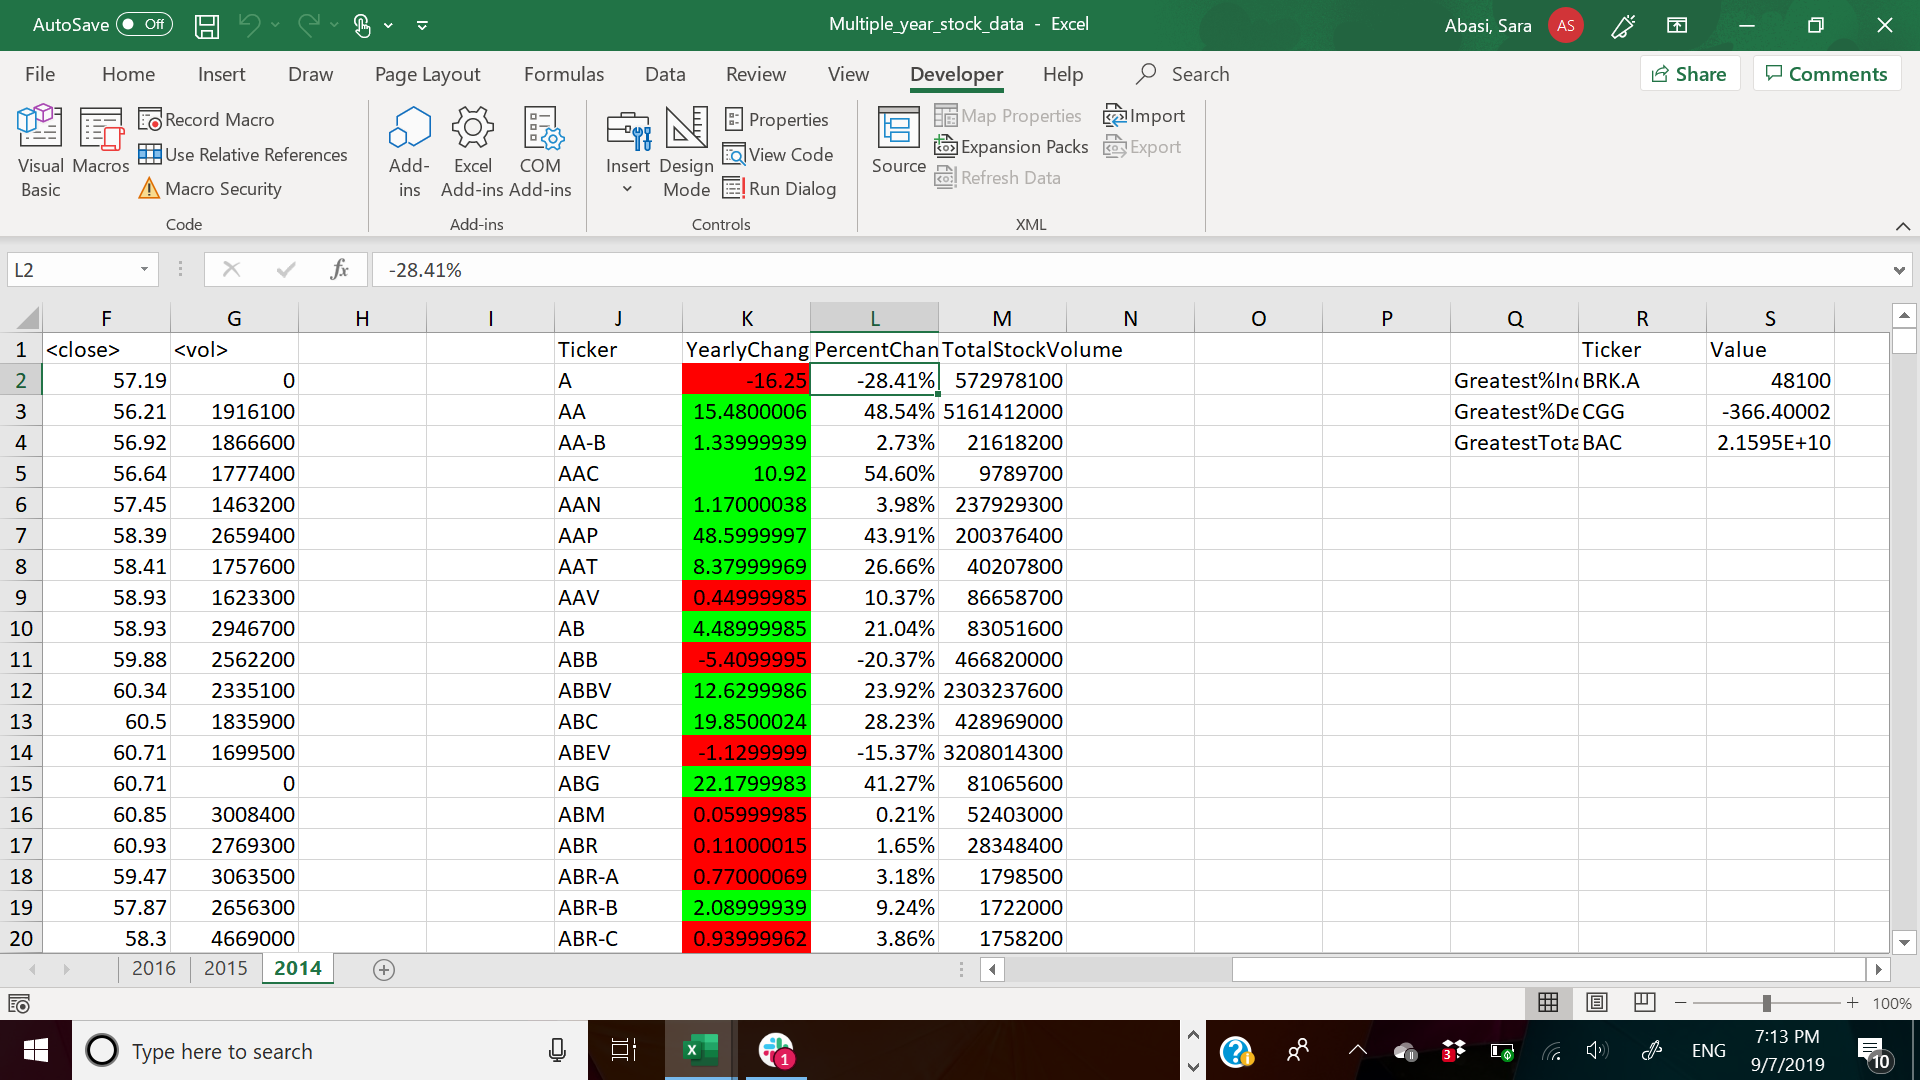 AutoSave Off
Multiple_year_stock_data - Excel
Abasi, Sara AS
File Home Insert Draw Page Layout Formulas Data Review View Developer Help Search Share Comments
Visual Basic
Macros
Record Macro
Use Relative References
Macro Security
Code
Add-ins
Excel Add-ins
COM Add-ins
Add-ins
Insert
Design Mode
Properties
View Code
Run Dialog
Controls
Source
Map Properties
Expansion Packs
Refresh Data
Import
Export
XML
L2 fx -28.41%
F G H I J K L M N O P Q R S
1 <close> <vol> Ticker YearlyChang PercentChan TotalStockVolume Ticker Value
2 57.19 0 A -16.25 -28.41% 572978100 Greatest%Inc BRK.A 48100
3 56.21 1916100 AA 15.4800006 48.54% 5161412000 Greatest%De CGG -366.40002
4 56.92 1866600 AA-B 1.33999939 2.73% 21618200 GreatestTota BAC 2.1595E+10
5 56.64 1777400 AAC 10.92 54.60% 9789700
6 57.45 1463200 AAN 1.17000038 3.98% 237929300
7 58.39 2659400 AAP 48.5999997 43.91% 200376400
8 58.41 1757600 AAT 8.37999969 26.66% 40207800
9 58.93 1623300 AAV 0.44999985 10.37% 86658700
10 58.93 2946700 AB 4.48999985 21.04% 83051600
11 59.88 2562200 ABB -5.4099995 -20.37% 466820000
12 60.34 2335100 ABBV 12.6299986 23.92% 2303237600
13 60.5 1835900 ABC 19.8500024 28.23% 428969000
14 60.71 1699500 ABEV -1.1299999 -15.37% 3208014300
15 60.71 0 ABG 22.1799983 41.27% 81065600
16 60.85 3008400 ABM 0.05999985 0.21% 52403000
17 60.93 2769300 ABR 0.11000015 1.65% 28348400
18 59.47 3063500 ABR-A 0.77000069 3.18% 1798500
19 57.87 2656300 ABR-B 2.08999939 9.24% 1722000
20 58.3 4669000 ABR-C 0.93999962 3.86% 1758200
2016 2015 2014
100%
Type here to search
1
3
ENG
7:13 PM
9/7/2019
10